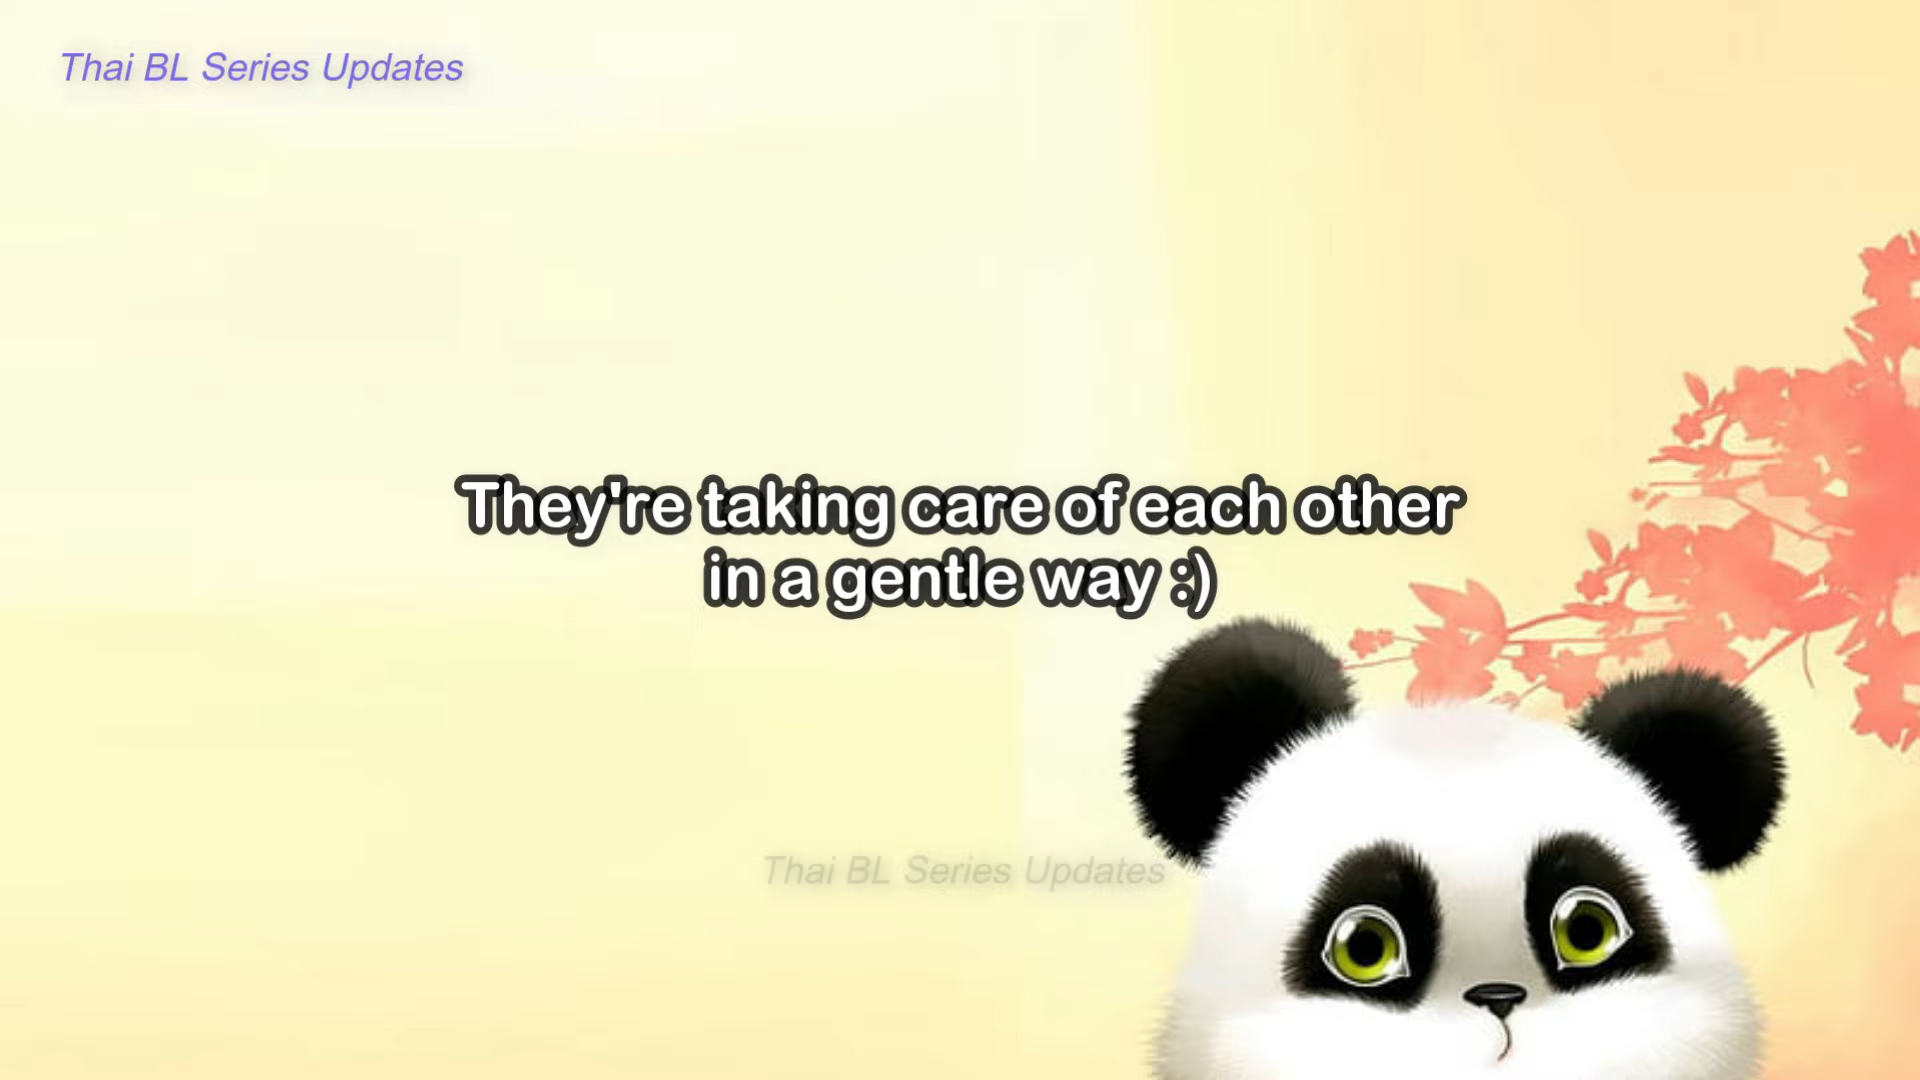 Thai BL Series Updates
They're taking care of each other
in a gentle way :)
Thai BL Series Updates